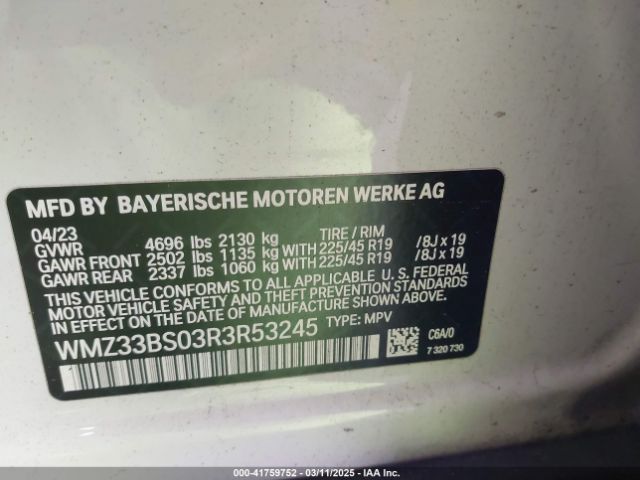 MFD BY BAYERISCHE MOTOREN WERKE AG
04/23
GVWR 4696 lbs 2130 kg TIRE / RIM
GAWR FRONT 2502 lbs 1135 kg WITH 225/45 R19 /8J x 19
GAWR REAR 2337 lbs 1060 kg WITH 225/45 R19 /8J x 19
THIS VEHICLE CONFORMS TO ALL APPLICABLE U.S. FEDERAL
MOTOR VEHICLE SAFETY AND THEFT PREVENTION STANDARDS
IN EFFECT ON THE DATE OF MANUFACTURE SHOWN ABOVE.
WMZ33BS03R3R53245 TYPE: MPV
C6A/0
7 320 730
000-41759752 - 03/11/2025 - IAA Inc.